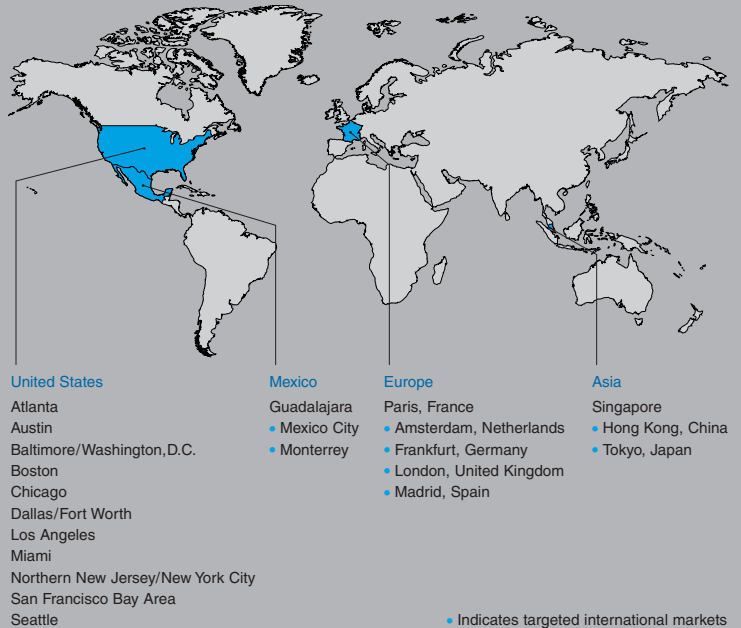 United States
Atlanta
Austin
Baltimore/Washington,D.C.
Boston
Chicago
Dallas/Fort Worth
Los Angeles
Miami
Northern New Jersey/New York City
San Francisco Bay Area
Seattle
Mexico
Guadalajara
• Mexico City
• Monterrey
Europe
Paris, France
• Amsterdam, Netherlands
• Frankfurt, Germany
• London, United Kingdom
• Madrid, Spain
Asia
Singapore
• Hong Kong, China
• Tokyo, Japan
• Indicates targeted international markets